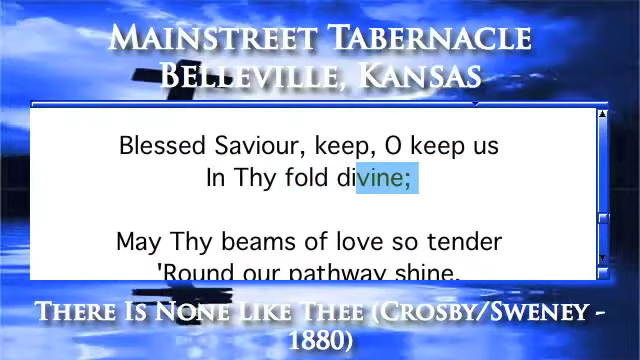 Mainstreet Tabernacle
Belleville, Kansas
Blessed Saviour, keep, O keep us
In Thy fold divine;
May Thy beams of love so tender
'Round our pathway shine.
There Is None Like Thee (Crosby/Sweney -
1880)